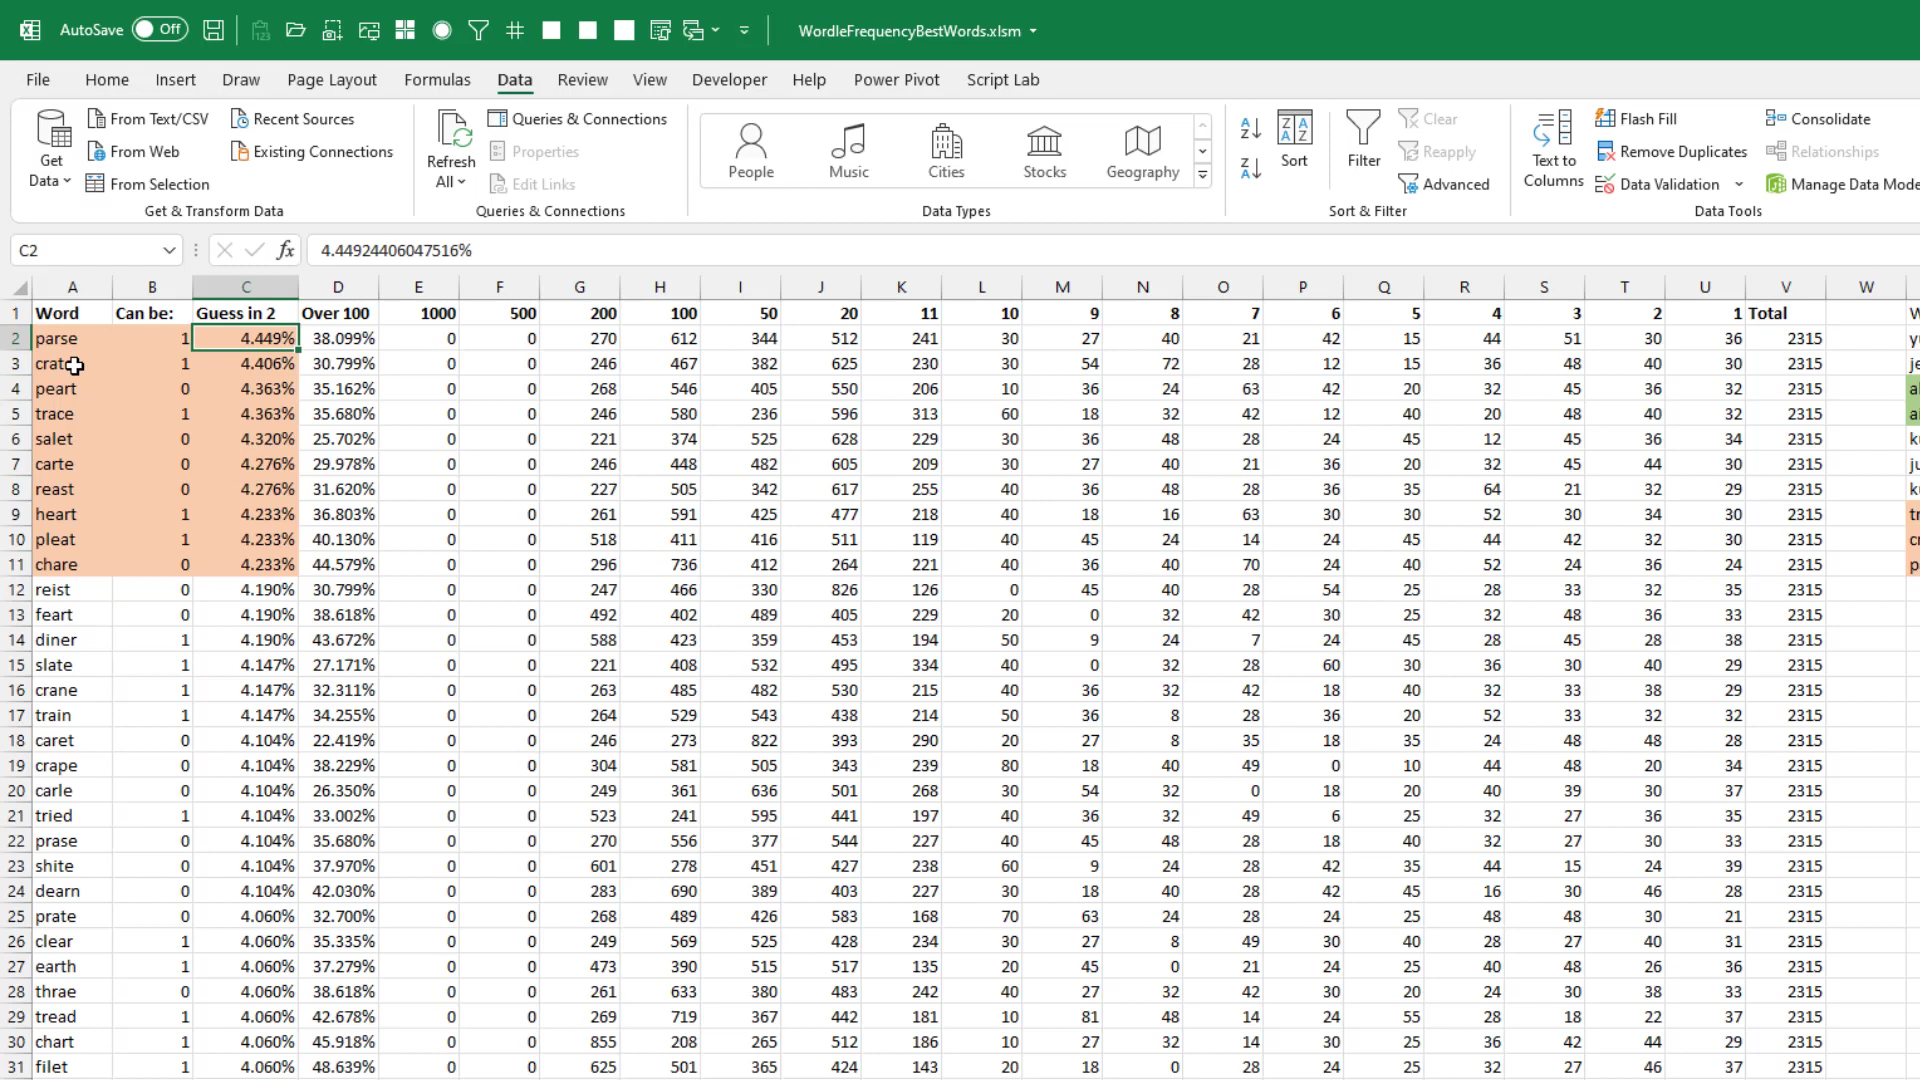 AutoSave Off WordleFrequencyBestWords.xlsm
File Home Insert Draw Page Layout Formulas Data Review View Developer Help Power Pivot Script Lab
Get Data
From Text/CSV
From Web
From Selection
Recent Sources
Existing Connections
Get & Transform Data
Refresh All
Queries & Connections
Properties
Edit Links
Queries & Connections
People Music Cities Stocks Geography
Data Types
Sort
Filter
Clear
Reapply
Advanced
Sort & Filter
Text to Columns
Flash Fill
Remove Duplicates
Data Validation
Consolidate
Relationships
Manage Data Mode
Data Tools
C2 fx 4.44924406047516%
A B C D E F G H I J K L M N O P Q R S T U V W
1 Word Can be: Guess in 2 Over 100 1000 500 200 100 50 20 11 10 9 8 7 6 5 4 3 2 1 Total W
2 parse 1 4.449% 38.099% 0 0 270 612 344 512 241 30 27 40 21 42 15 44 51 30 36 2315
3 crat 1 4.406% 30.799% 0 0 246 467 382 625 230 30 54 72 28 12 15 36 48 40 30 2315
4 peart 0 4.363% 35.162% 0 0 268 546 405 550 206 10 36 24 63 42 20 32 45 36 32 2315
5 trace 1 4.363% 35.680% 0 0 246 580 236 596 313 60 18 32 42 12 40 20 48 40 32 2315
6 salet 0 4.320% 25.702% 0 0 221 374 525 628 229 30 36 48 28 24 45 12 45 36 34 2315
7 carte 0 4.276% 29.978% 0 0 246 448 482 605 209 30 27 40 21 36 20 32 45 44 30 2315
8 reast 0 4.276% 31.620% 0 0 227 505 342 617 255 40 36 48 28 36 35 64 21 32 29 2315
9 heart 1 4.233% 36.803% 0 0 261 591 425 477 218 40 18 16 63 30 30 52 30 34 30 2315
10 pleat 1 4.233% 40.130% 0 0 518 411 416 511 119 40 45 24 14 24 45 44 42 32 30 2315
11 chare 0 4.233% 44.579% 0 0 296 736 412 264 221 40 36 40 70 24 40 52 24 36 24 2315
12 reist 0 4.190% 30.799% 0 0 247 466 330 826 126 0 45 40 28 54 25 28 33 32 35 2315
13 feart 0 4.190% 38.618% 0 0 492 402 489 405 229 20 0 32 42 30 25 32 48 36 33 2315
14 diner 1 4.190% 43.672% 0 0 588 423 359 453 194 50 9 24 7 24 45 28 45 28 38 2315
15 slate 1 4.147% 27.171% 0 0 221 408 532 495 334 40 0 32 28 60 30 36 30 40 29 2315
16 crane 1 4.147% 32.311% 0 0 263 485 482 530 215 40 36 32 42 18 40 32 33 38 29 2315
17 train 1 4.147% 34.255% 0 0 264 529 543 438 214 50 36 8 28 36 20 52 33 32 32 2315
18 caret 0 4.104% 22.419% 0 0 246 273 822 393 290 20 27 8 35 18 35 24 48 48 28 2315
19 crape 0 4.104% 38.229% 0 0 304 581 505 343 239 80 18 40 49 0 10 44 48 20 34 2315
20 carle 0 4.104% 26.350% 0 0 249 361 636 501 268 30 54 32 0 18 20 40 39 30 37 2315
21 tried 1 4.104% 33.002% 0 0 523 241 595 441 197 40 36 32 49 6 25 32 27 36 35 2315
22 prase 0 4.104% 35.680% 0 0 270 556 377 544 227 40 45 48 28 18 40 32 27 30 33 2315
23 shite 0 4.104% 37.970% 0 0 601 278 451 427 238 60 9 24 28 42 35 44 15 24 39 2315
24 dearn 0 4.104% 42.030% 0 0 283 690 389 403 227 30 18 40 28 42 45 16 30 46 28 2315
25 prate 0 4.060% 32.700% 0 0 268 489 426 583 168 70 63 24 28 24 25 48 48 30 21 2315
26 clear 1 4.060% 35.335% 0 0 249 569 525 428 234 30 27 8 49 30 40 28 27 40 31 2315
27 earth 1 4.060% 37.279% 0 0 473 390 515 517 135 20 45 0 21 24 25 40 48 26 36 2315
28 thrae 0 4.060% 38.618% 0 0 261 633 380 483 242 40 27 32 42 30 20 24 30 38 33 2315
29 tread 1 4.060% 42.678% 0 0 269 719 367 442 181 10 81 48 14 24 55 28 18 22 37 2315
30 chart 1 4.060% 45.918% 0 0 855 208 265 512 186 10 27 32 14 30 25 36 42 44 29 2315
31 filet 1 4.060% 48.639% 0 0 625 501 365 424 143 20 18 0 28 24 25 32 27 46 37 2315